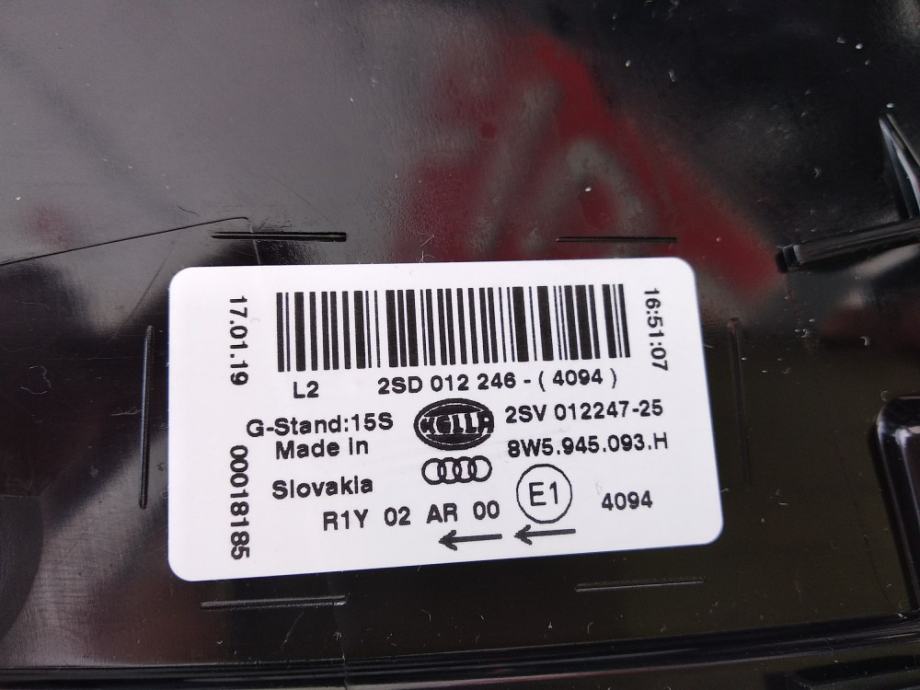 17.01.19
16:51:07
L2 2SD 012 246-(4094)
G-Stand:15S HELLA 2SV 012247-25
Made in 8W5.945.093.H
Slovakia
R1Y 02 AR 00 E1 4094
00018185